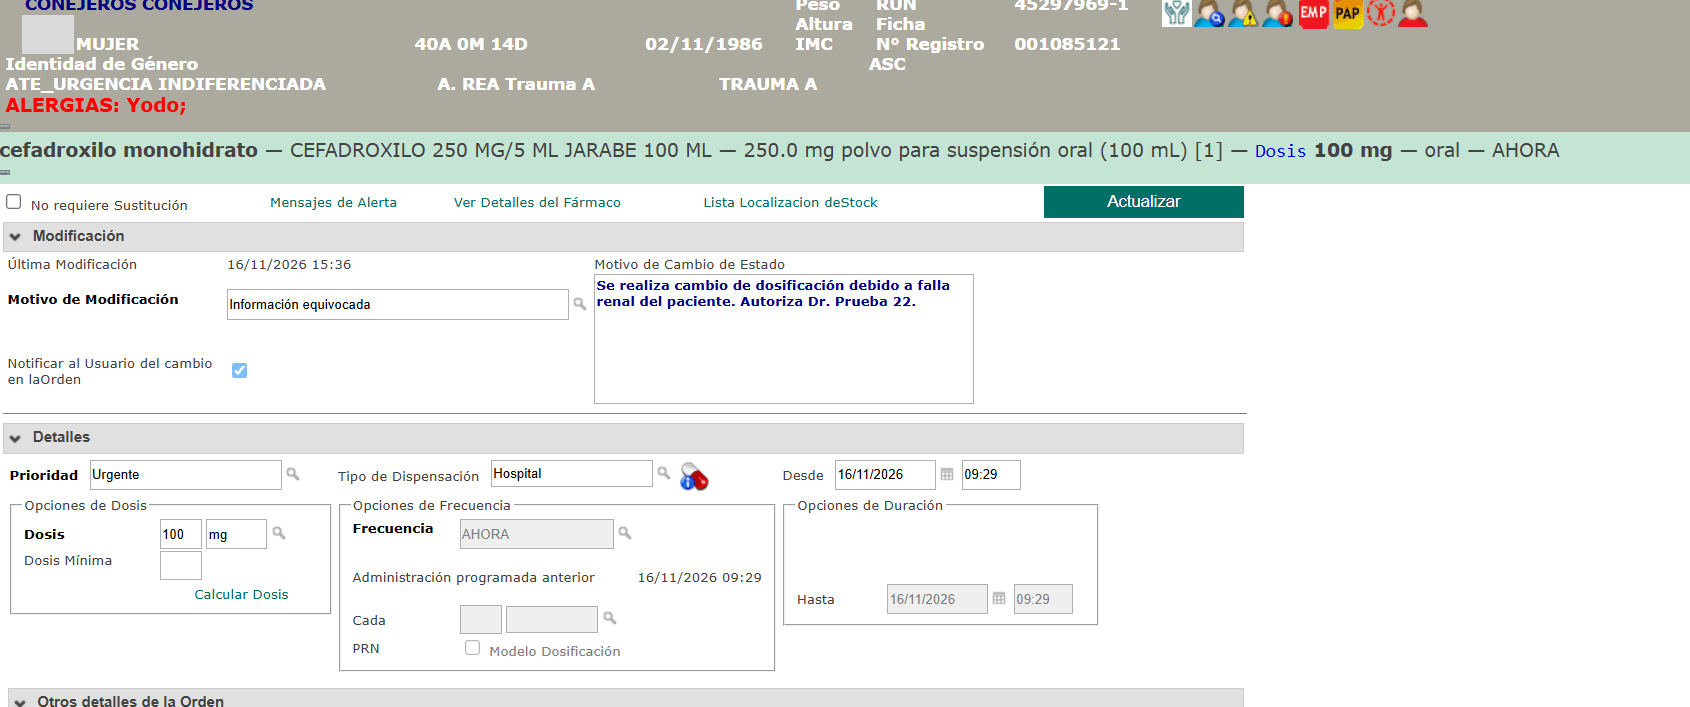 CONEJEROS CONEJEROS Peso RUN 45297969-1
Altura Ficha EMP PAP
MUJER 40A 0M 14D 02/11/1986 IMC Nº Registro 001085121
Identidad de Género ASC
ATE_URGENCIA INDIFERENCIADA A. REA Trauma A TRAUMA A
ALERGIAS: Yodo;
cefadroxilo monohidrato — CEFADROXILO 250 MG/5 ML JARABE 100 ML — 250.0 mg polvo para suspensión oral (100 mL) [1] — Dosis 100 mg — oral — AHORA
No requiere Sustitución Mensajes de Alerta Ver Detalles del Fármaco Lista Localizacion deStock Actualizar
Modificación
Última Modificación 16/11/2026 15:36 Motivo de Cambio de Estado
Motivo de Modificación Información equivocada
Se realiza cambio de dosificación debido a falla
renal del paciente. Autoriza Dr. Prueba 22.
Notificar al Usuario del cambio
en laOrden
Detalles
Prioridad Urgente Tipo de Dispensación Hospital Desde 16/11/2026 09:29
Opciones de Dosis Opciones de Frecuencia Opciones de Duración
Dosis 100 mg Frecuencia AHORA
Dosis Mínima
Administración programada anterior 16/11/2026 09:29
Calcular Dosis
Hasta 16/11/2026 09:29
Cada
PRN Modelo Dosificación
Otros detalles de la Orden